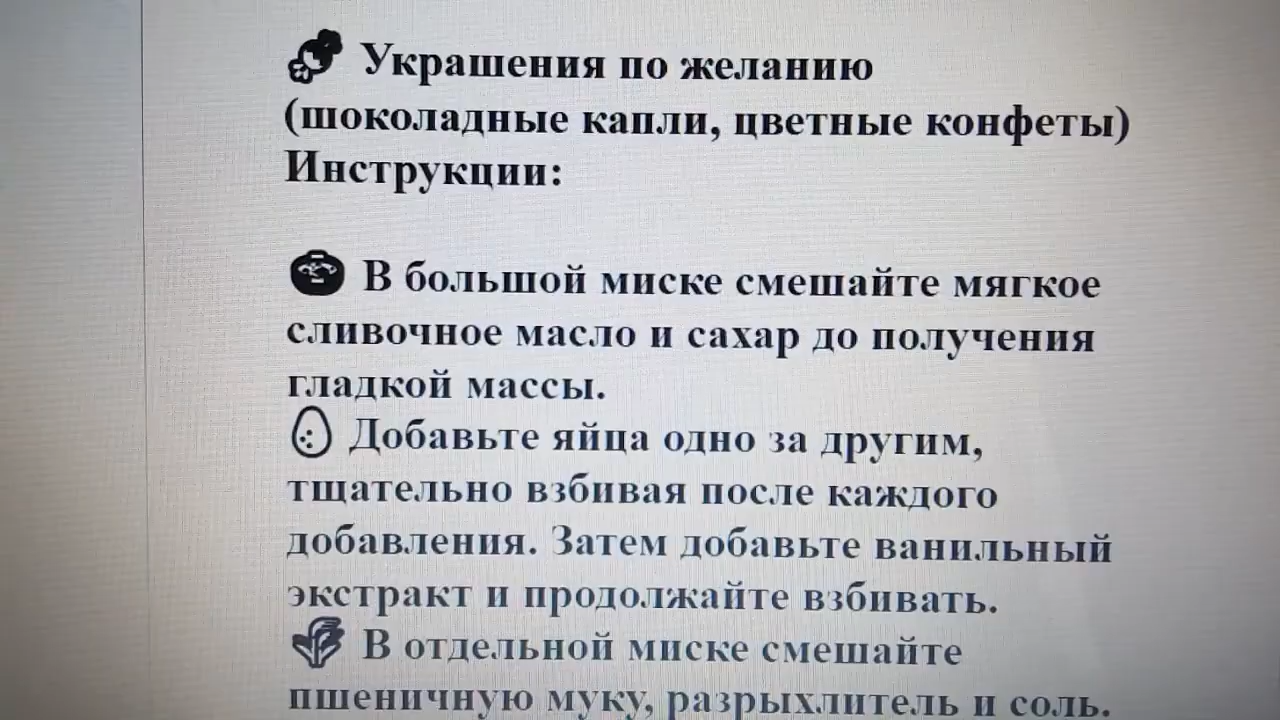 Украшения по желанию
(шоколадные капли, цветные конфеты)
Инструкции:
В большой миске смешайте мягкое
сливочное масло и сахар до получения
гладкой массы.
Добавьте яйца одно за другим,
тщательно взбивая после каждого
добавления. Затем добавьте ванильный
экстракт и продолжайте взбивать.
В отдельной миске смешайте
пшеничную муку, разрыхлитель и соль.